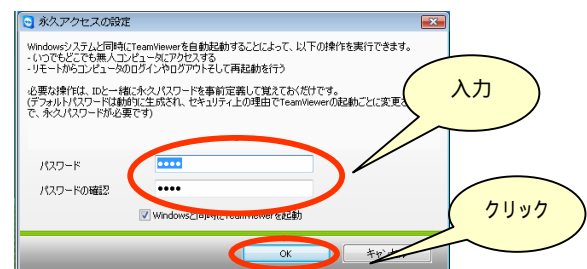 永久アクセスの設定
Windowsシステムと同時にTeamViewerを自動起動することによって、以下の操作を実行できます。
- いつでもどこでも無人コンピュータにアクセスする
- リモートからコンピュータのログインやログアウトそして再起動を行う
必要な操作は、IDと一緒に永久パスワードを事前定義して覚えておくだけです。
(デフォルトパスワードは動的に生成され、セキュリティ上の理由でTeamViewerの起動ごとに変更さ
で、永久パスワードが必要です)
入力
パスワード
パスワードの確認
Windowsと同時にTeamViewerを起動
クリック
OK
キャンセル